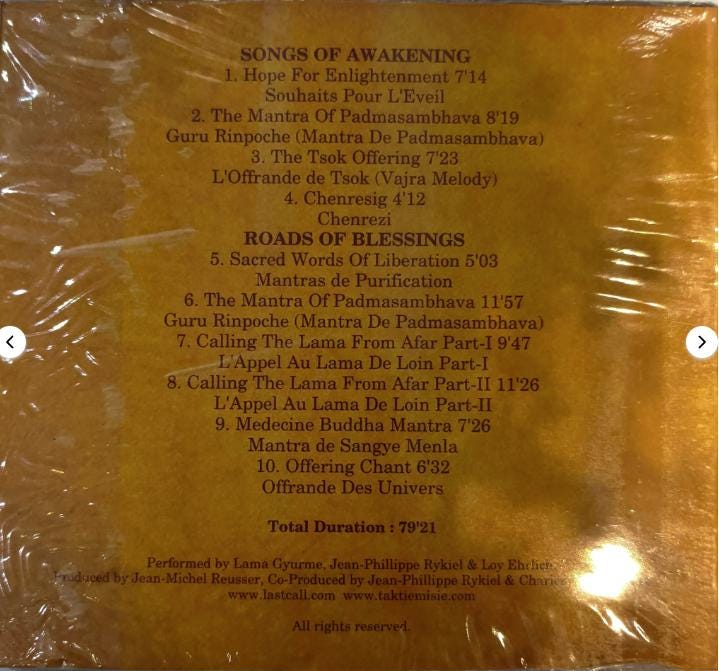 SONGS OF AWAKENING
1. Hope For Enlightenment 7'14
Souhaits Pour L'Eveil
2. The Mantra Of Padmasambhava 8'19
Guru Rinpoche (Mantra De Padmasambhava)
3. The Tsok Offering 7'23
L'Offrande de Tsok (Vajra Melody)
4. Chenresig 4'12
Chenrezi
ROADS OF BLESSINGS
5. Sacred Words Of Liberation 5'03
Mantras de Purification
6. The Mantra Of Padmasambhava 11'57
Guru Rinpoche (Mantra De Padmasambhava)
7. Calling The Lama From Afar Part-I 9'47
L'Appel Au Lama De Loin Part-I
8. Calling The Lama From Afar Part-II 11'26
L'Appel Au Lama De Loin Part-II
9. Medecine Buddha Mantra 7'26
Mantra de Sangye Menla
10. Offering Chant 6'32
Offrande Des Univers
Total Duration : 79'21
Performed by Lama Gyurme, Jean-Phillippe Rykiel & Loy Ehrlich
Produced by Jean-Michel Reusser, Co-Produced by Jean-Phillippe Rykiel &
www.lastcall.com www.taktiemisie.com
All rights reserved.